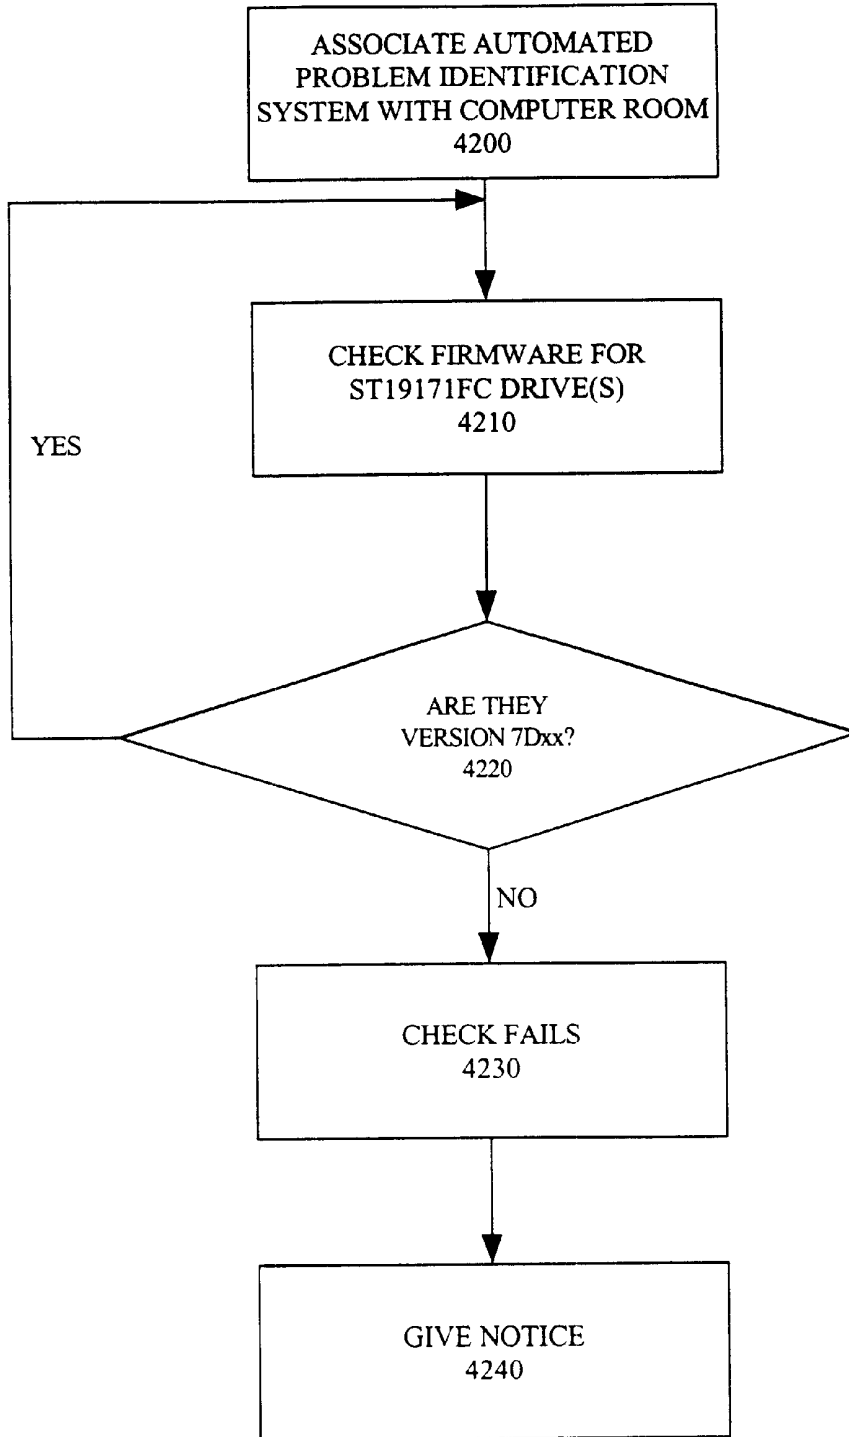 ASSOCIATE AUTOMATED
PROBLEM IDENTIFICATION
SYSTEM WITH COMPUTER ROOM
4200
CHECK FIRMWARE FOR
ST19171FC DRIVE(S)
4210
YES
ARE THEY
VERSION 7Dxx?
4220
NO
CHECK FAILS
4230
GIVE NOTICE
4240